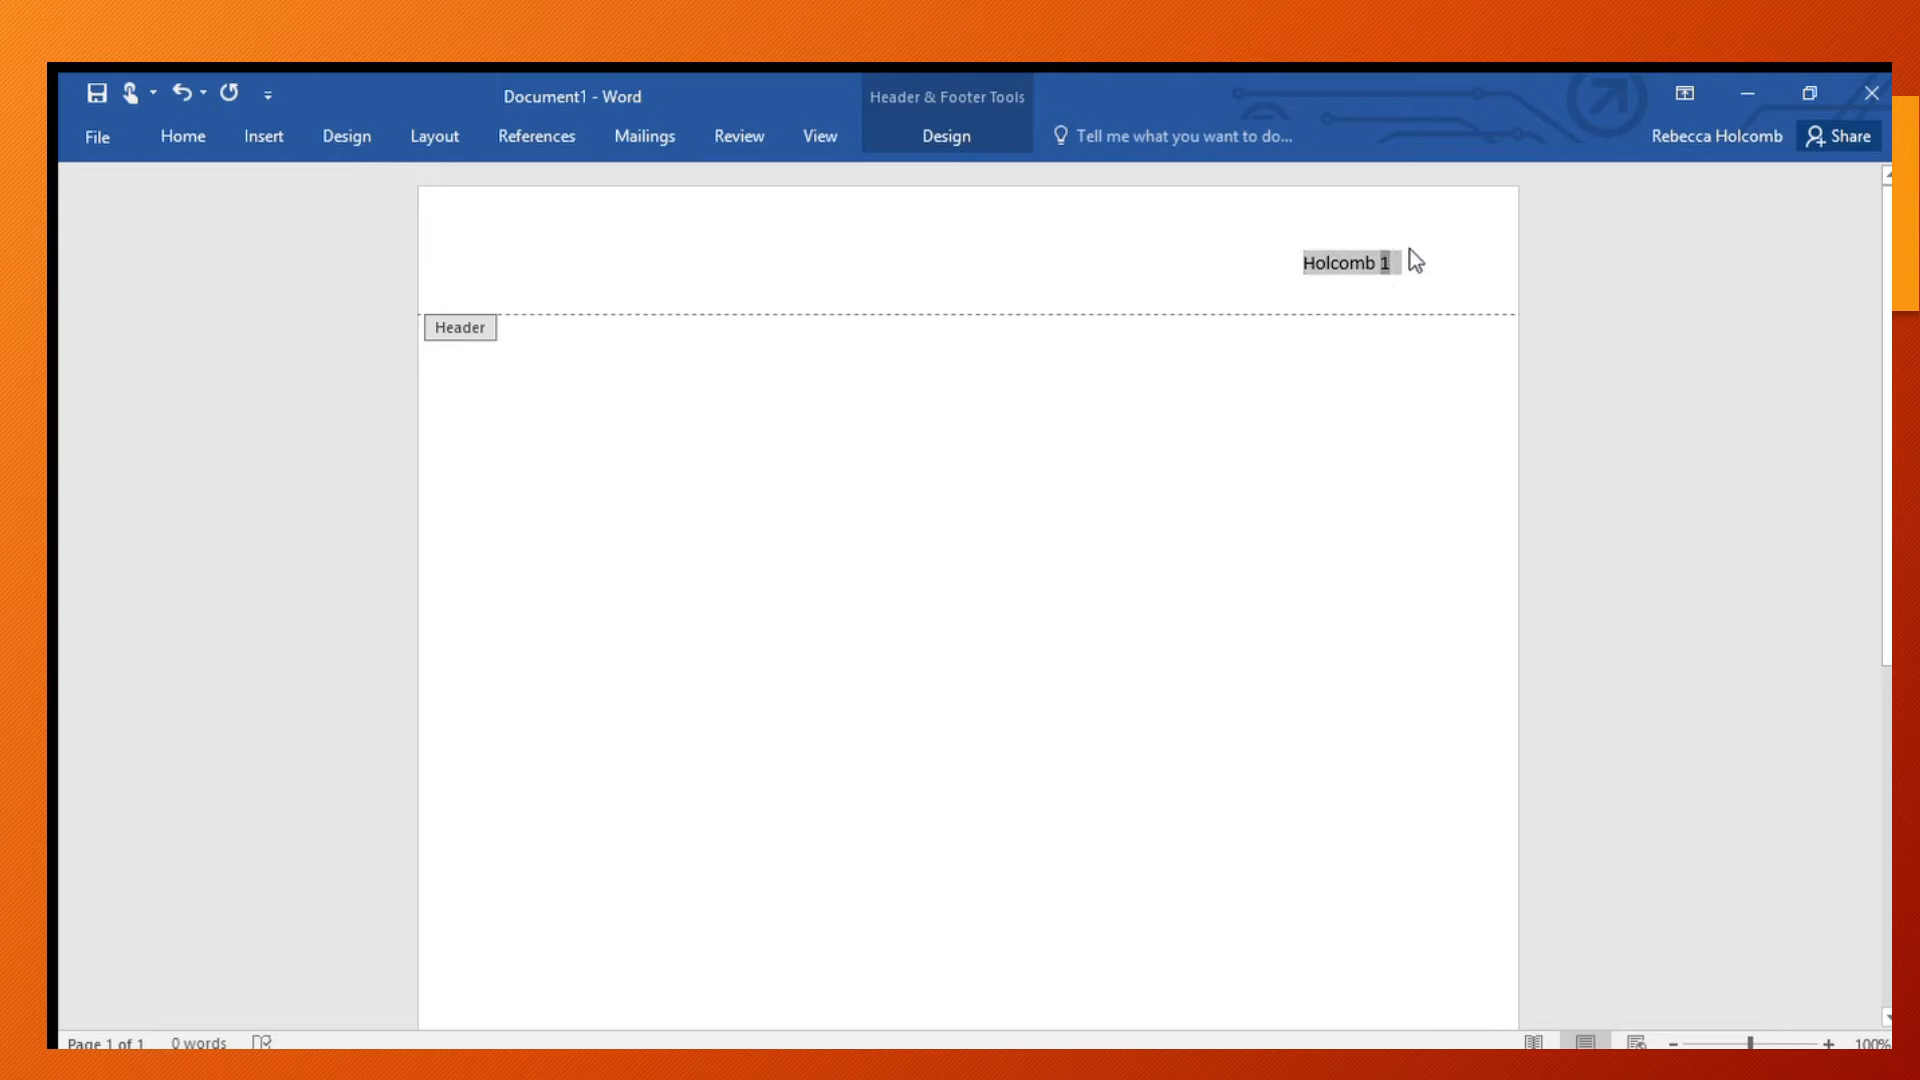 Document1 - Word
Header & Footer Tools
File Home Insert Design Layout References Mailings Review View Design Tell me what you want to do... Rebecca Holcomb Share
Holcomb 1
Header
Page 1 of 1 0 words 100%